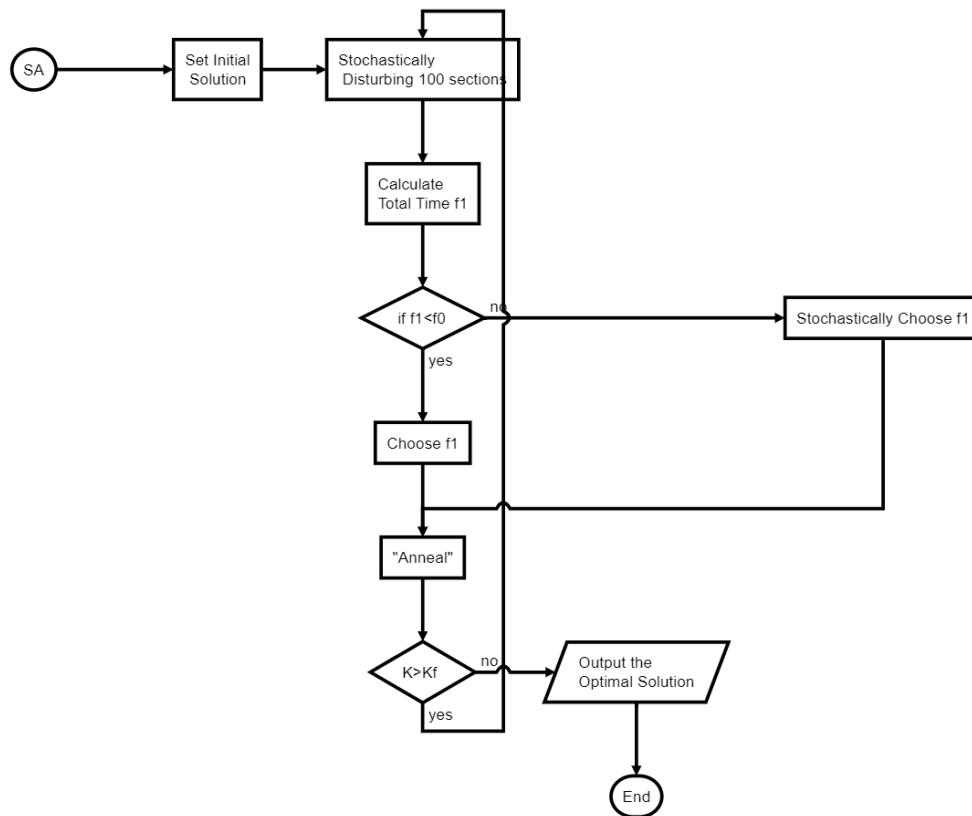 SA
Set Initial
Solution
Stochastically
Disturbing 100 sections
Calculate
Total Time f1
if f1<f0
no
Stochastically Choose f1
yes
Choose f1
"Anneal"
K>Kf
no
Output the
Optimal Solution
yes
End